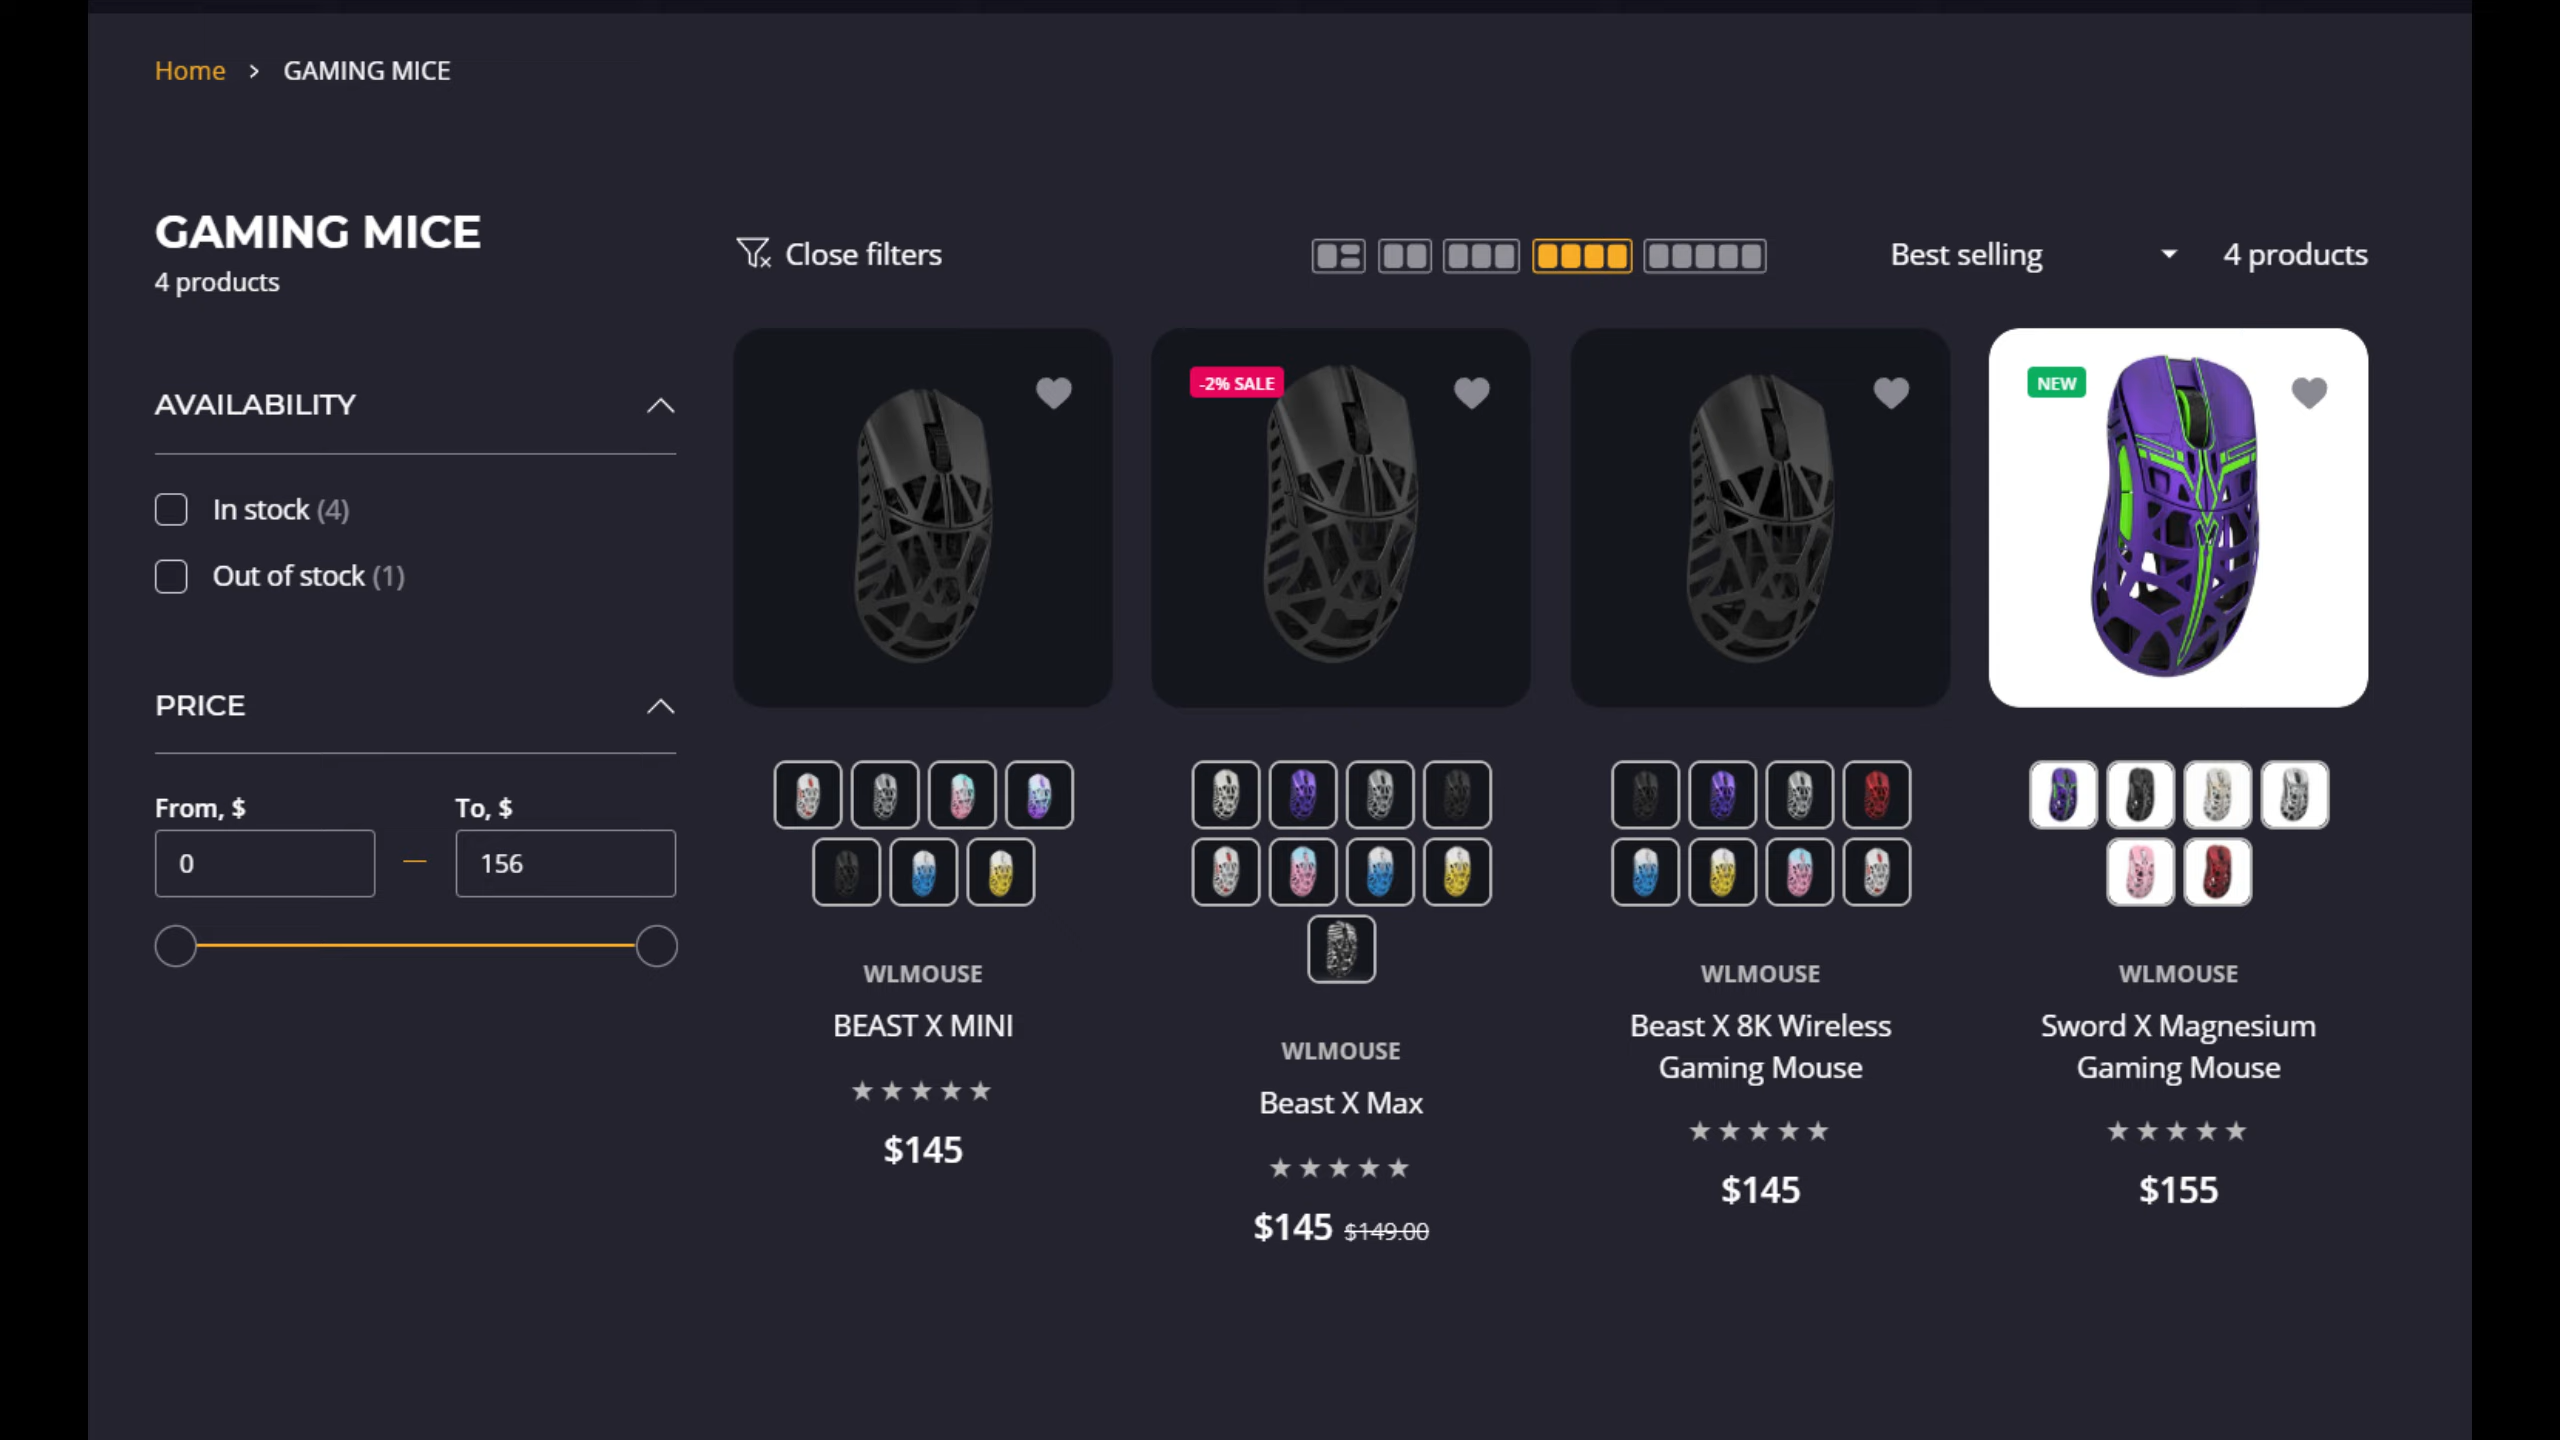 Home > GAMING MICE
GAMING MICE
4 products
Close filters
Best selling
4 products
AVAILABILITY
In stock (4)
Out of stock (1)
PRICE
From, $
To, $
0
—
156
WLMOUSE
BEAST X MINI
$145
-2% SALE
WLMOUSE
Beast X Max
$145 $149.00
WLMOUSE
Beast X 8K Wireless
Gaming Mouse
$145
NEW
WLMOUSE
Sword X Magnesium
Gaming Mouse
$155